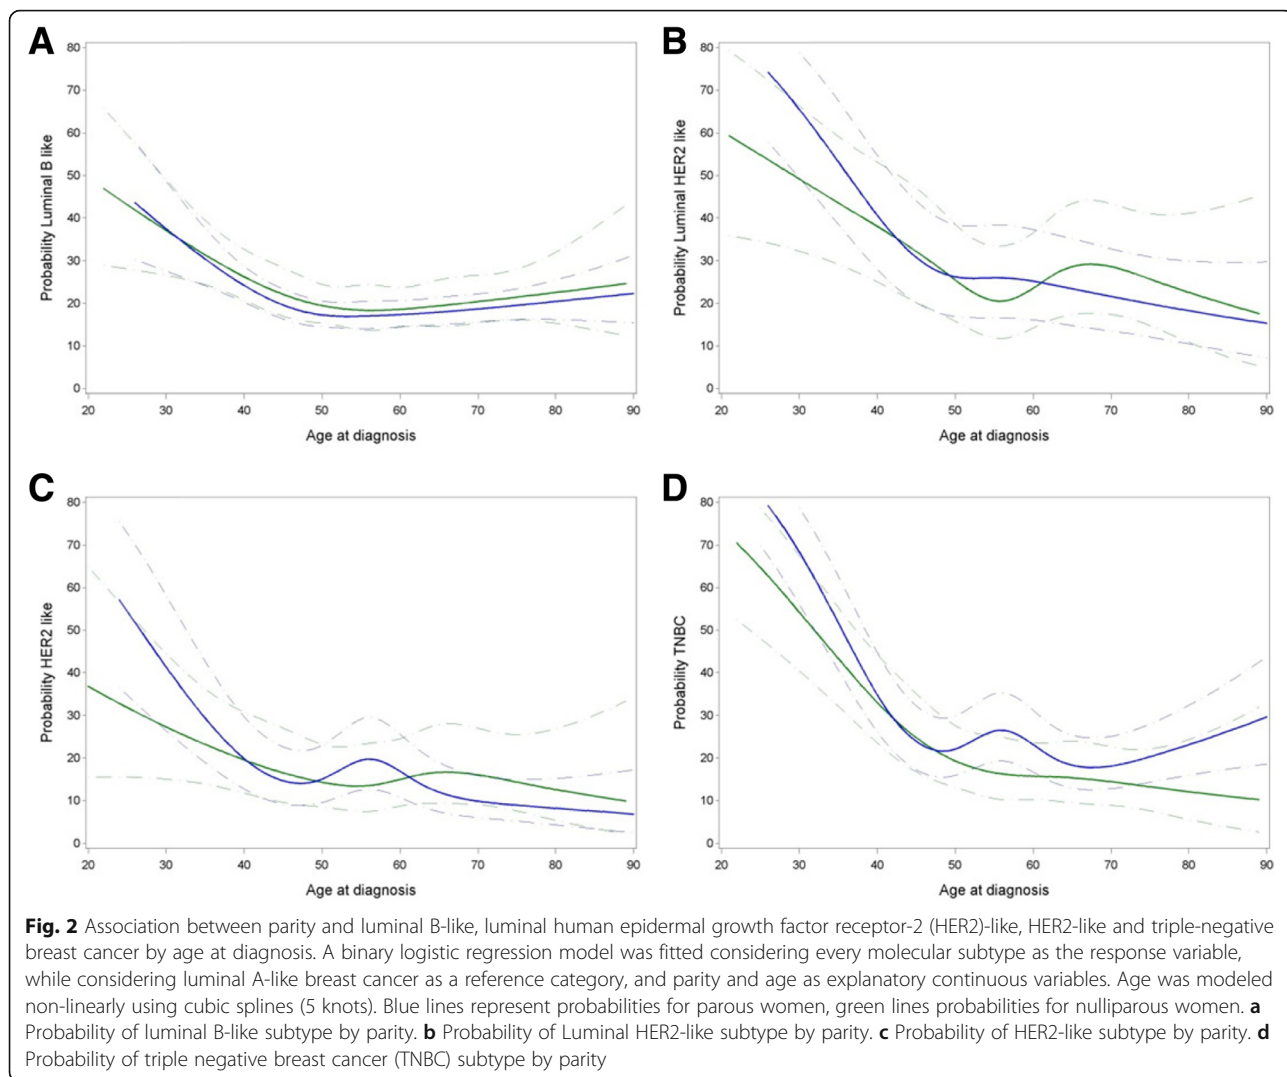 A
B
80
70
60
50
40
30
20
10
0
Probability Luminal B like
20 30 40 50 60 70 80 90
Age at diagnosis
80
70
60
50
40
30
20
10
0
Probability Luminal HER2 like
20 30 40 50 60 70 80 90
Age at diagnosis
C
D
80
70
60
50
40
30
20
10
0
Probability HER2 like
20 30 40 50 60 70 80 90
Age at diagnosis
80
70
60
50
40
30
20
10
0
Probability TNBC
20 30 40 50 60 70 80 90
Age at diagnosis
Fig. 2 Association between parity and luminal B-like, luminal human epidermal growth factor receptor-2 (HER2)-like, HER2-like and triple-negative
breast cancer by age at diagnosis. A binary logistic regression model was fitted considering every molecular subtype as the response variable,
while considering luminal A-like breast cancer as a reference category, and parity and age as explanatory continuous variables. Age was modeled
non-linearly using cubic splines (5 knots). Blue lines represent probabilities for parous women, green lines probabilities for nulliparous women. a
Probability of luminal B-like subtype by parity. b Probability of Luminal HER2-like subtype by parity. c Probability of HER2-like subtype by parity. d
Probability of triple negative breast cancer (TNBC) subtype by parity